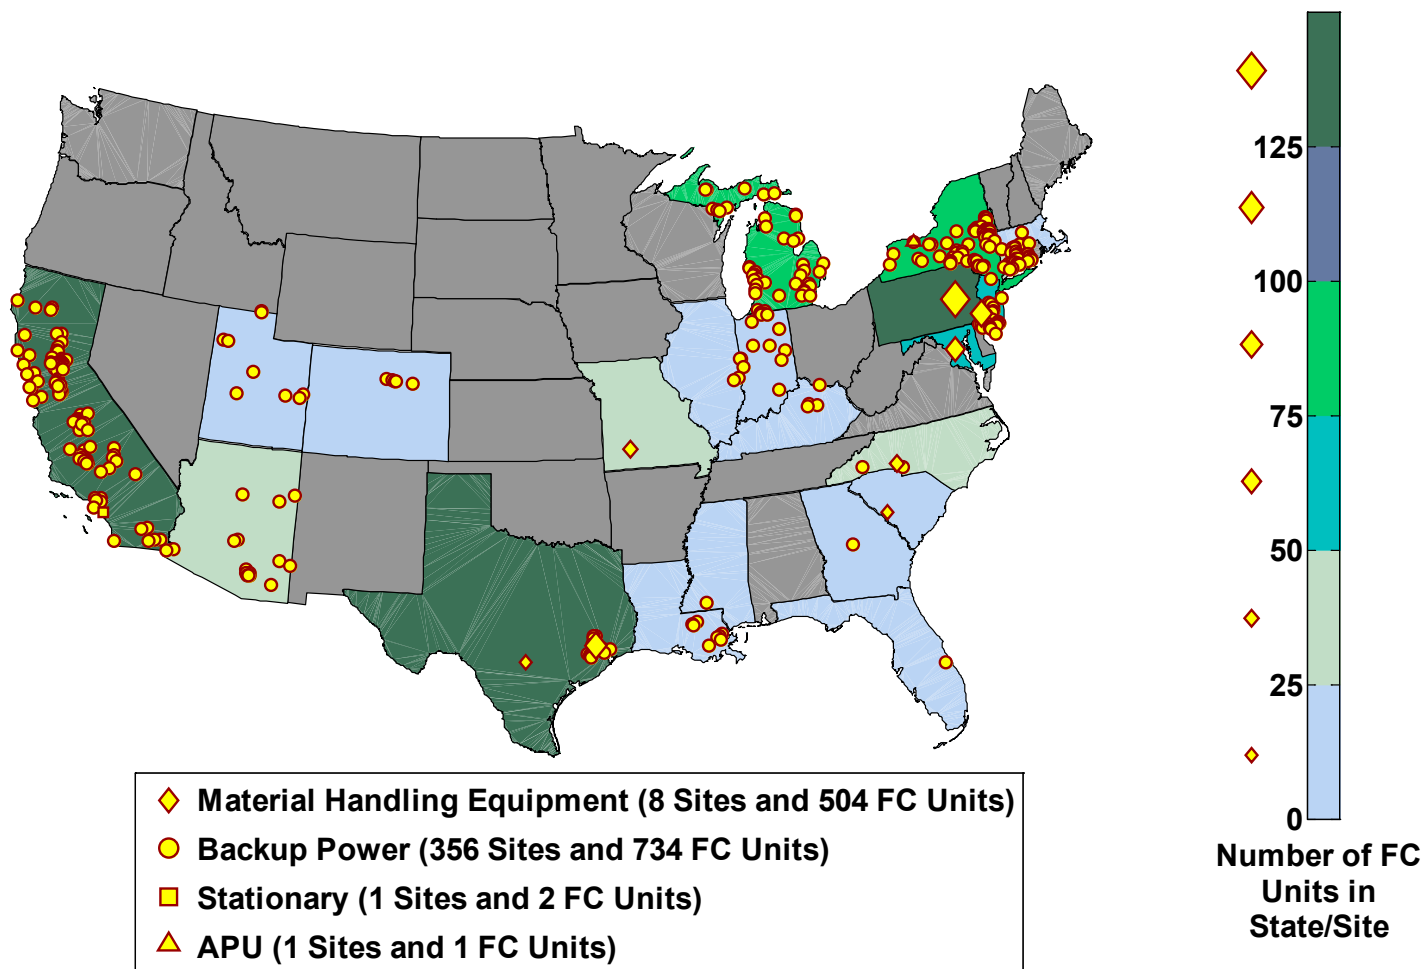 125
100
75
50
25
0
Number of FC
Units in
State/Site
Material Handling Equipment (8 Sites and 504 FC Units)
Backup Power (356 Sites and 734 FC Units)
Stationary (1 Sites and 2 FC Units)
APU (1 Sites and 1 FC Units)